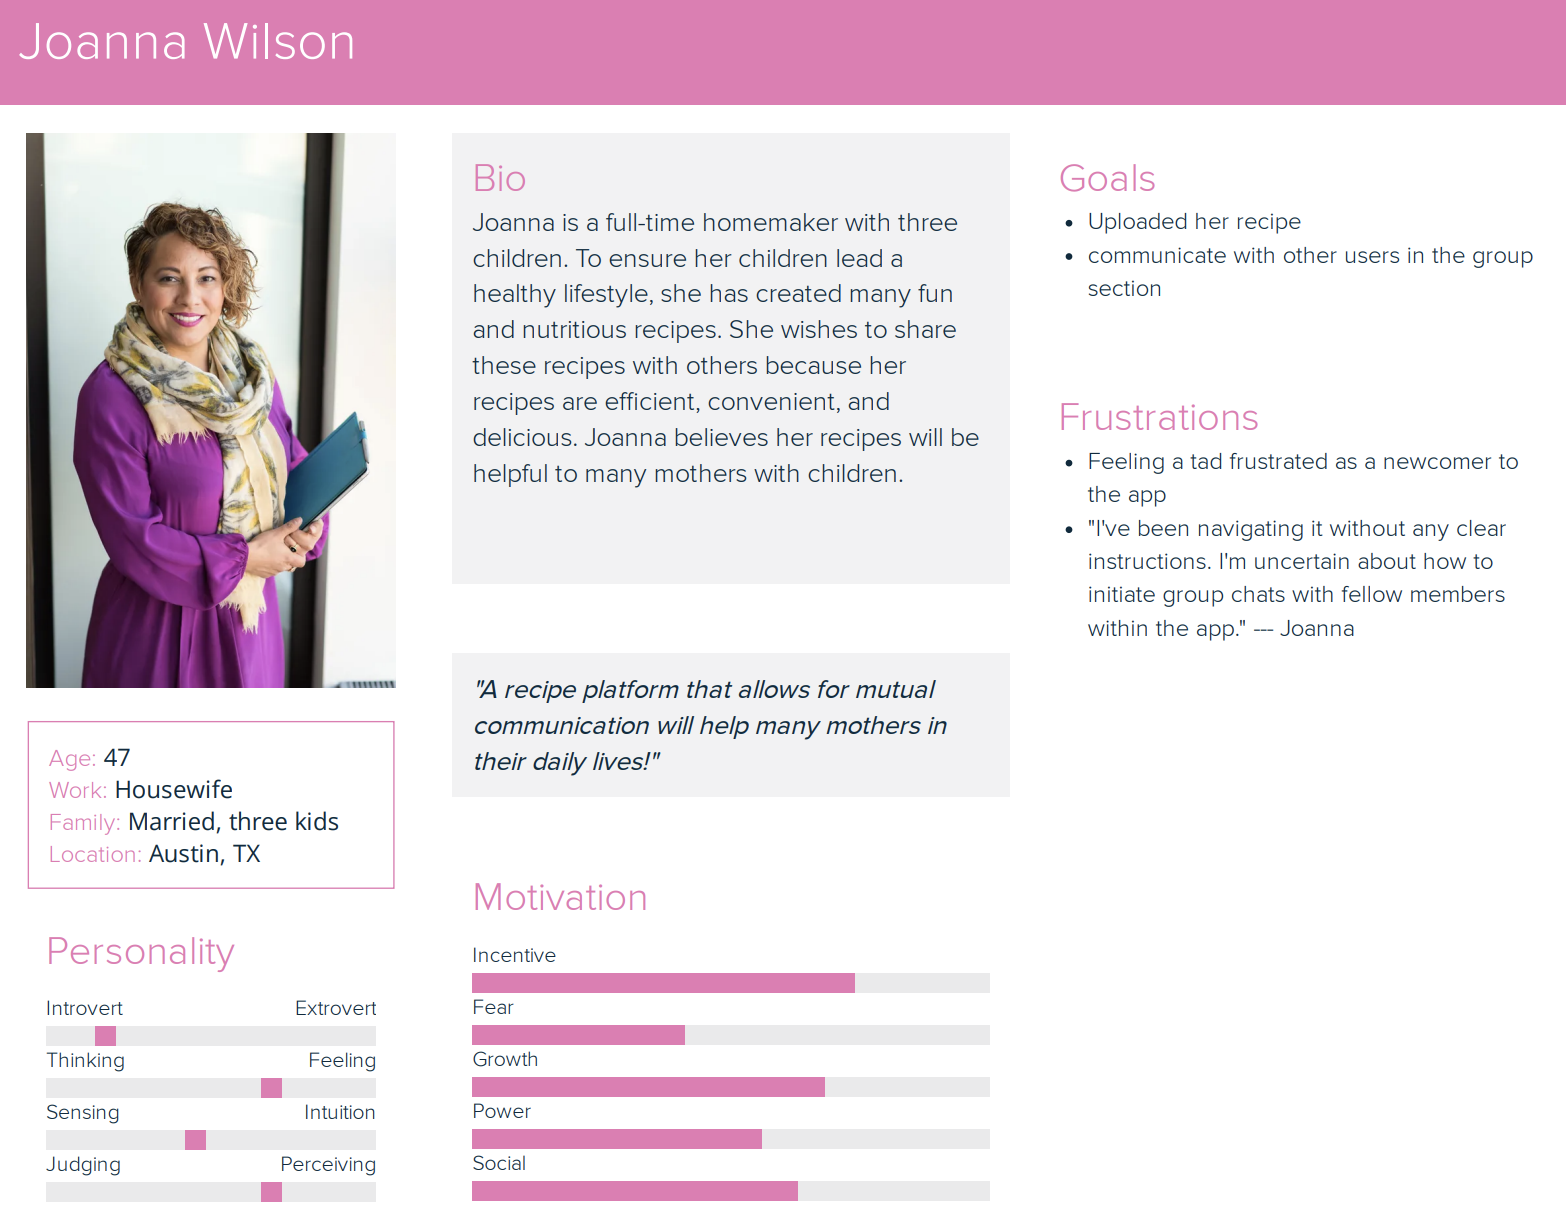 Joanna Wilson
Age: 47
Work: Housewife
Family: Married, three kids
Location: Austin, TX
Personality
Introvert Extrovert
Thinking Feeling
Sensing Intuition
Judging Perceiving
Bio
Joanna is a full-time homemaker with three
children. To ensure her children lead a
healthy lifestyle, she has created many fun
and nutritious recipes. She wishes to share
these recipes with others because her
recipes are efficient, convenient, and
delicious. Joanna believes her recipes will be
helpful to many mothers with children.
"A recipe platform that allows for mutual
communication will help many mothers in
their daily lives!"
Motivation
Incentive
Fear
Growth
Power
Social
Goals
• Uploaded her recipe
• communicate with other users in the group
section
Frustrations
• Feeling a tad frustrated as a newcomer to
the app
• "I've been navigating it without any clear
instructions. I'm uncertain about how to
initiate group chats with fellow members
within the app." --- Joanna